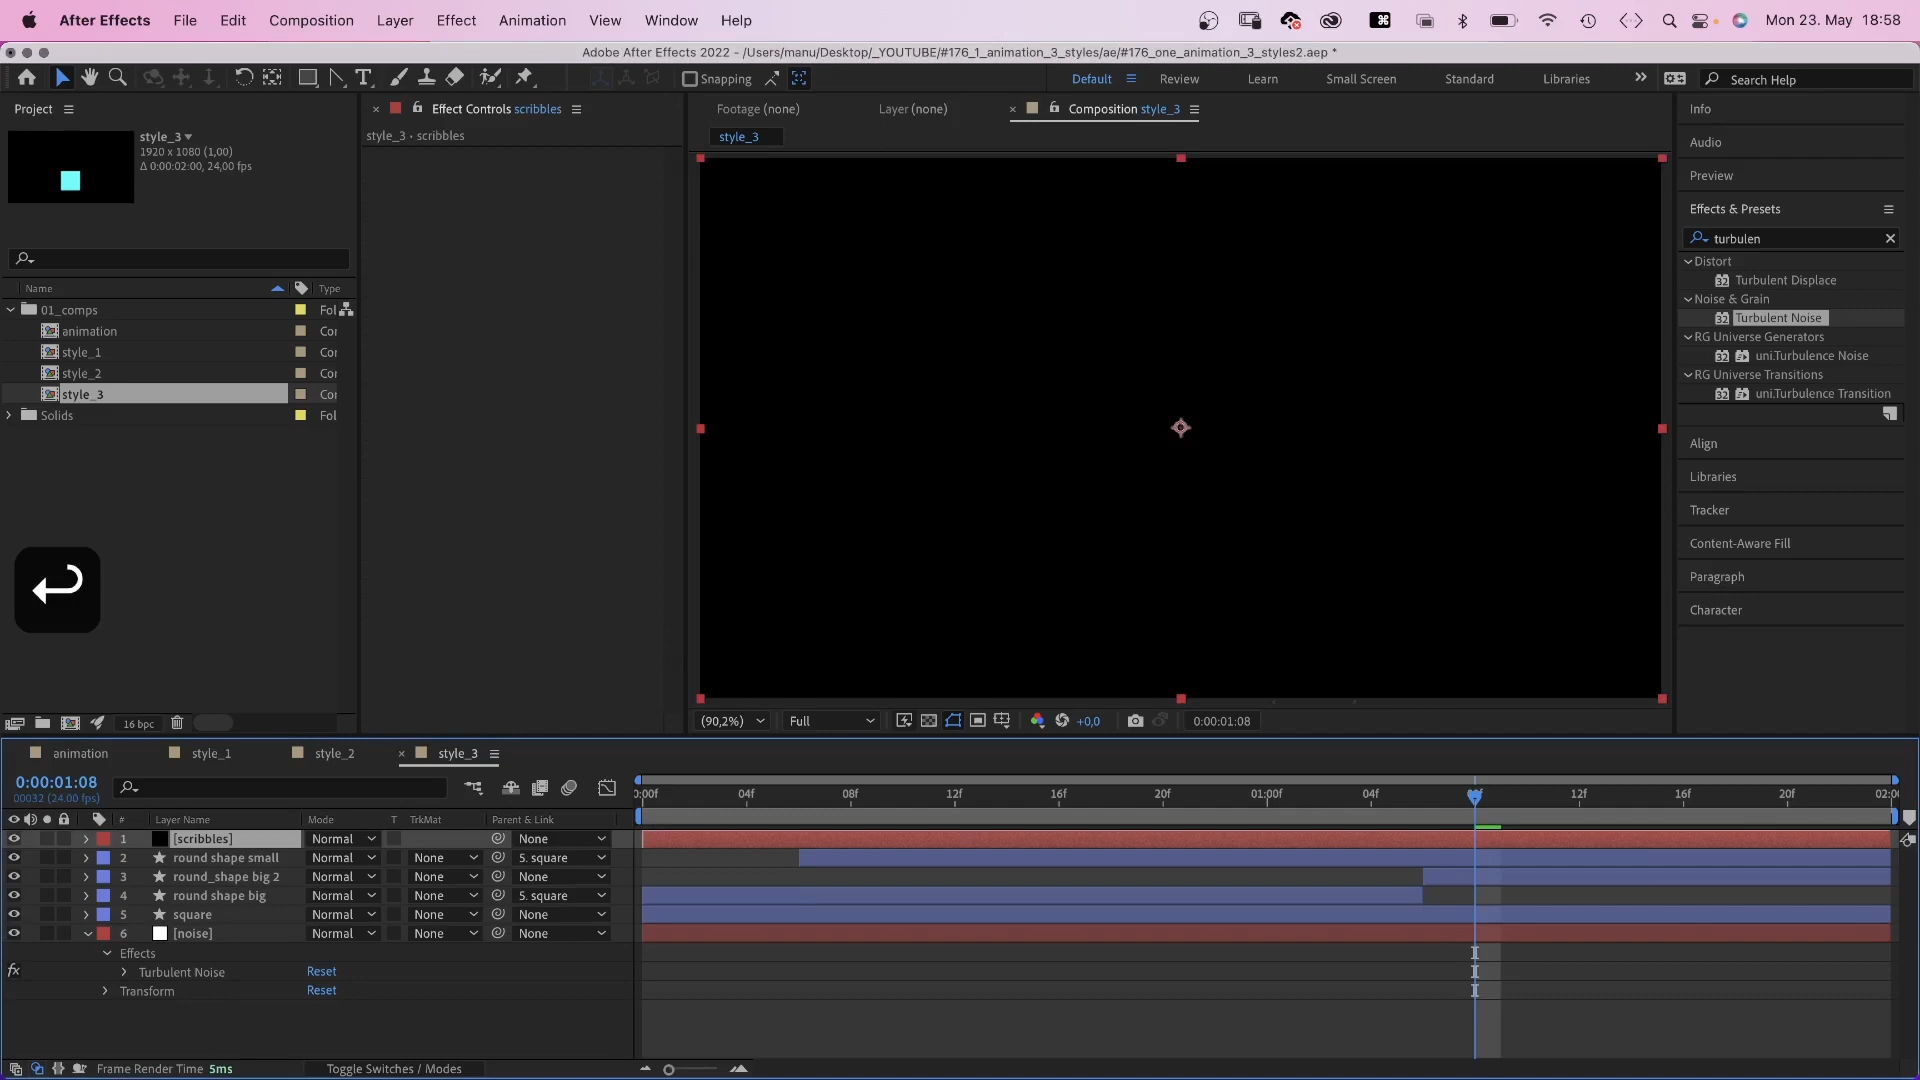 After Effects File Edit Composition Layer Effect Animation View Window Help Mon 23. May 18:58
Adobe After Effects 2022 - /Users/manu/Desktop/_YOUTUBE/#176_1_animation_3_styles/ae/#176_one_animation_3_styles2.aep *
Snapping Default Review Learn Small Screen Standard Libraries Search Help
Project Effect Controls scribbles Footage (none) Layer (none) Composition style_3 Info
style_3 style_3 • scribbles style_3
1920 x 1080 (1,00)
Δ 0:00:02:00, 24,00 fps
Audio
Preview
Effects & Presets
turbulen
Distort
Turbulent Displace
Noise & Grain
32 Turbulent Noise
RG Universe Generators
32 uni.Turbulence Noise
RG Universe Transitions
32 uni.Turbulence Transition
Align
Libraries
Tracker
Content-Aware Fill
Paragraph
Character
Name Type
01_comps Fol
animation Cor
style_1 Cor
style_2 Cor
style_3 Cor
Solids Fol
16 bpc (90,2%) Full +0,0 0:00:01:08
animation style_1 style_2 style_3
0:00:01:08
00032 (24.00 fps)
):00f 04f 08f 12f 16f 20f 01:00f 04f 12f 16f 20f 02:0
# Layer Name Mode T TrkMat Parent & Link
1 [scribbles] Normal None
2 round shape small Normal None 5. square
3 round_shape big 2 Normal None None
4 round shape big Normal None 5. square
5 square Normal None None
6 [noise] Normal None None
Effects
fx Turbulent Noise Reset
Transform Reset
Frame Render Time 5ms Toggle Switches / Modes